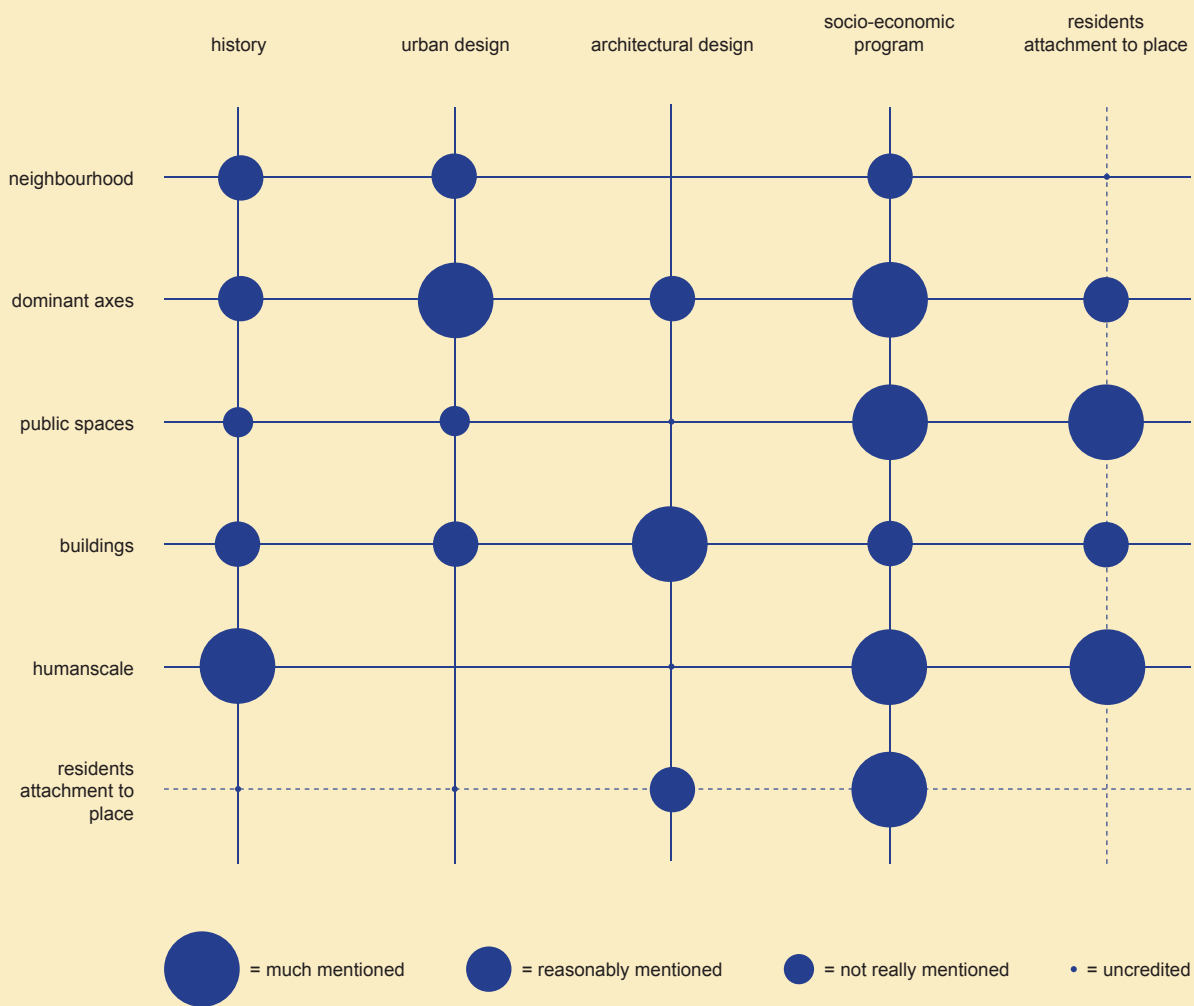 history
urban design
architectural design
socio-economic
program
residents
attachment to place
neighbourhood
dominant axes
public spaces
buildings
humanscale
residents
attachment to
place
= much mentioned
= reasonably mentioned
= not really mentioned
= uncredited